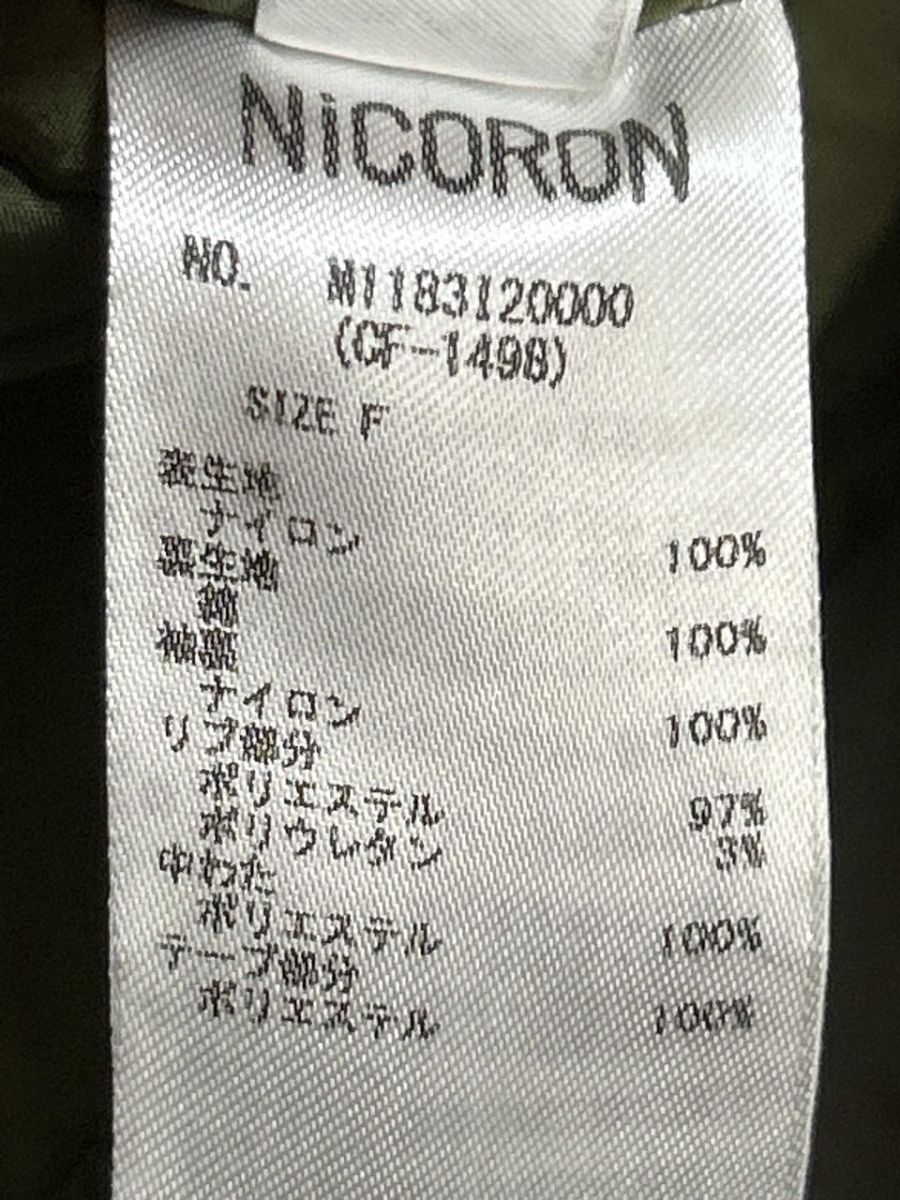 NiCORON
NO. M1183120000
(CF-1498)
SIZE F
表生地
ナイロン 100%
裏生地
綿 100%
袖裏
ナイロン 100%
リブ部分
ポリエステル 97%
ポリウレタン 3%
中わた
ポリエステル 100%
テープ部分
ポリエステル 100%